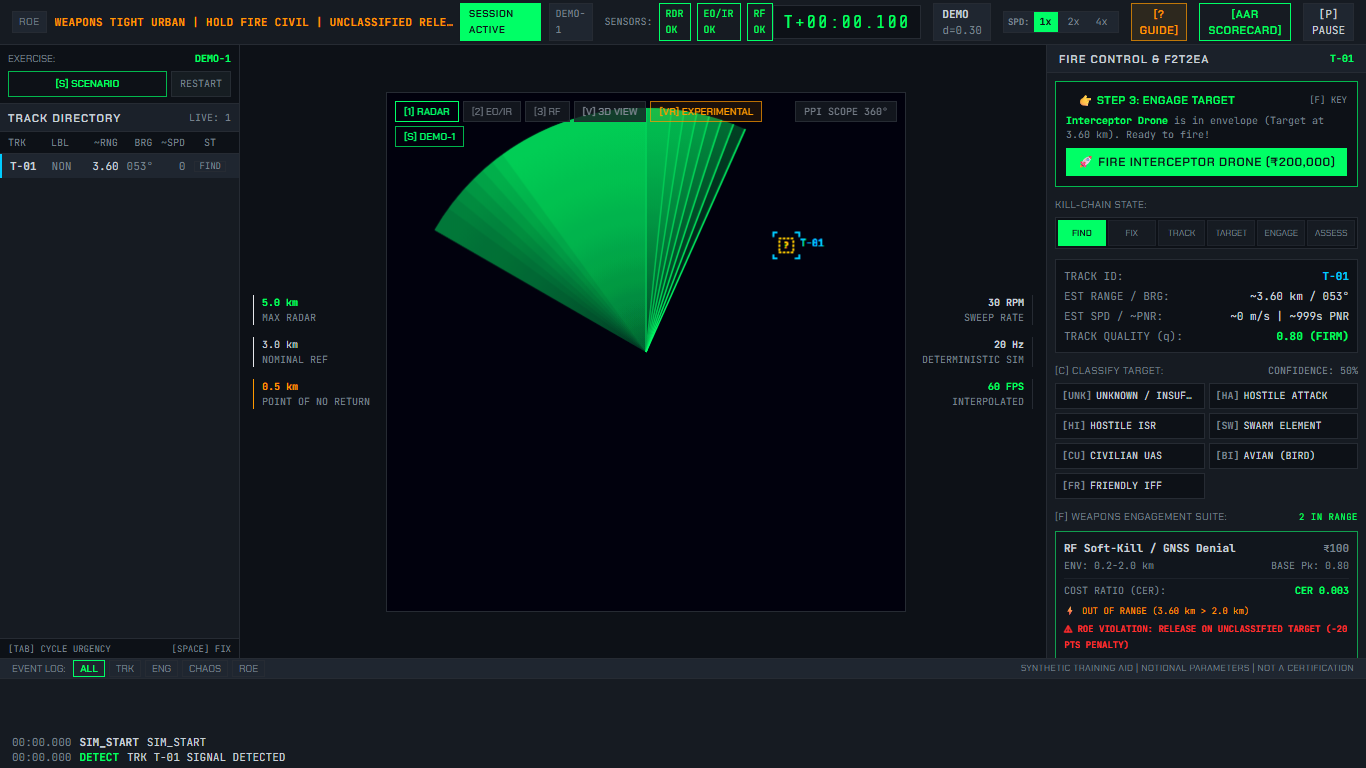 ROE
WEAPONS TIGHT URBAN | HOLD FIRE CIVIL | UNCLASSIFIED RELE…
SESSION ACTIVE
DEMO-1
SENSORS:
RDR OK
EO/IR OK
RF OK
T+00:00.100
DEMO
d=0.30
SPD: 1x 2x 4x
[? GUIDE]
[AAR SCORECARD]
[P] PAUSE
EXERCISE: DEMO-1
[S] SCENARIO
RESTART
TRACK DIRECTORY LIVE: 1
TRK LBL ~RNG BRG ~SPD ST
T-01 NON 3.60 053° 0 FIND
[TAB] CYCLE URGENCY [SPACE] FIX
[1] RADAR
[2] EO/IR
[3] RF
[V] 3D VIEW
[VR] EXPERIMENTAL
PPI SCOPE 360°
[S] DEMO-1
? T-01
5.0 km
MAX RADAR
3.0 km
NOMINAL REF
0.5 km
POINT OF NO RETURN
30 RPM
SWEEP RATE
20 Hz
DETERMINISTIC SIM
60 FPS
INTERPOLATED
FIRE CONTROL & F2T2EA T-01
👉 STEP 3: ENGAGE TARGET [F] KEY
Interceptor Drone is in envelope (Target at
3.60 km). Ready to fire!
🚀 FIRE INTERCEPTOR DRONE (₹200,000)
KILL-CHAIN STATE:
FIND FIX TRACK TARGET ENGAGE ASSESS
TRACK ID: T-01
EST RANGE / BRG: ~3.60 km / 053°
EST SPD / ~PNR: ~0 m/s | ~999s PNR
TRACK QUALITY (q): 0.80 (FIRM)
[C] CLASSIFY TARGET: CONFIDENCE: 50%
[UNK] UNKNOWN / INSUF…
[HA] HOSTILE ATTACK
[HI] HOSTILE ISR
[SW] SWARM ELEMENT
[CU] CIVILIAN UAS
[BI] AVIAN (BIRD)
[FR] FRIENDLY IFF
[F] WEAPONS ENGAGEMENT SUITE: 2 IN RANGE
RF Soft-Kill / GNSS Denial ₹100
ENV: 0.2-2.0 km BASE Pk: 0.80
COST RATIO (CER): CER 0.003
⚡ OUT OF RANGE (3.60 km > 2.0 km)
⚠ ROE VIOLATION: RELEASE ON UNCLASSIFIED TARGET (-20
PTS PENALTY)
EVENT LOG: ALL TRK ENG CHAOS ROE
SYNTHETIC TRAINING AID | NOTIONAL PARAMETERS | NOT A CERTIFICATION
00:00.000 SIM_START SIM_START
00:00.000 DETECT TRK T-01 SIGNAL DETECTED